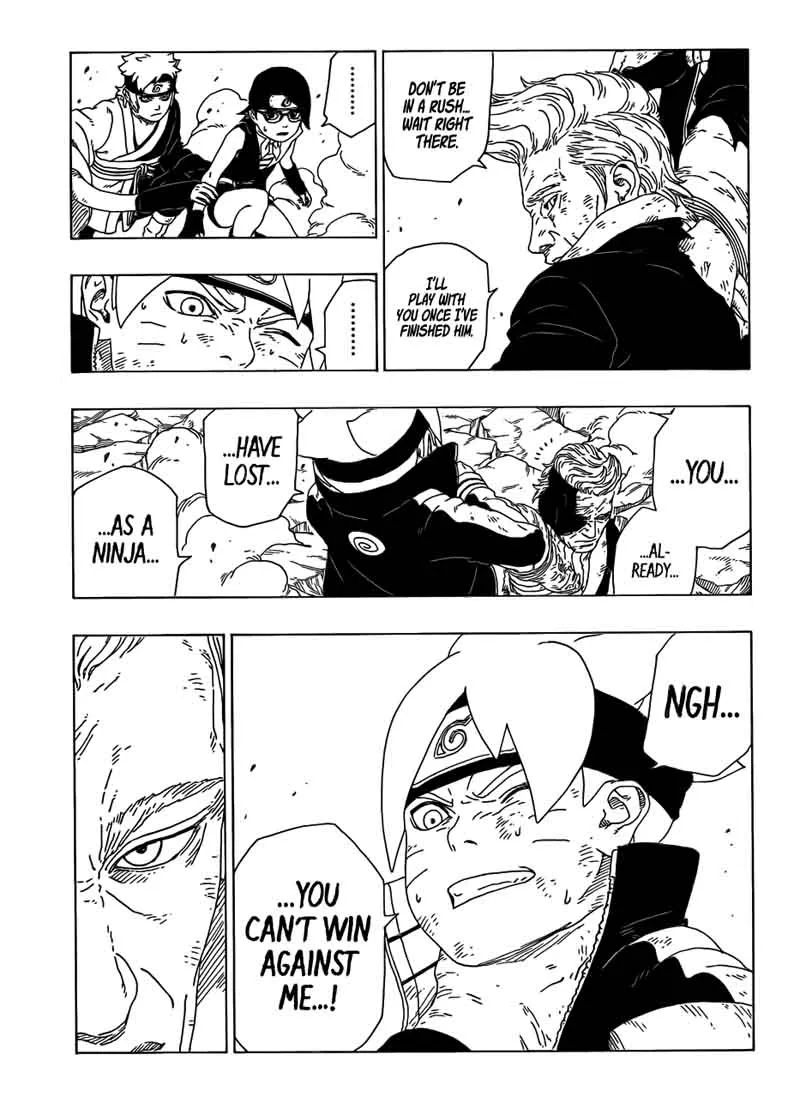 DON'T BE
IN A RUSH...
WAIT RIGHT
THERE.
I'LL
PLAY WITH
YOU ONCE I'VE
FINISHED HIM.
.........
.........
...YOU...
...AL-
READY...
...HAVE
LOST...
...AS A
NINJA...
NGH...
...YOU
CAN'T WIN
AGAINST
ME...!